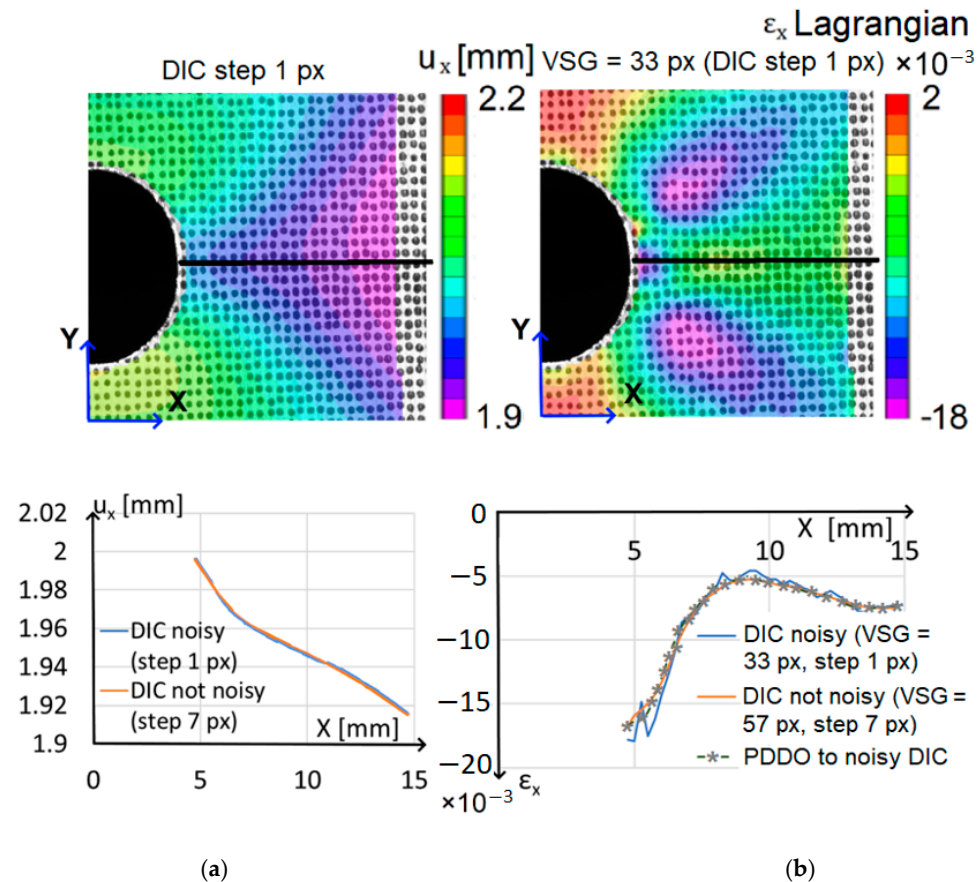 DIC step 1 px
uₓ [mm]
2.2
1.9
Y
X
εₓ Lagrangian
VSG = 33 px (DIC step 1 px) ×10⁻³
2
-18
Y
X
uₓ [mm]
2.02
2
1.98
1.96
1.94
1.92
1.9
0 5 10 15
X [mm]
DIC noisy
(step 1 px)
DIC not noisy
(step 7 px)
0
−5
−10
−15
−20
×10⁻³
εₓ
X [mm]
5 10 15
DIC noisy (VSG =
33 px, step 1 px)
DIC not noisy (VSG =
57 px, step 7 px)
PDDO to noisy DIC
(a)
(b)